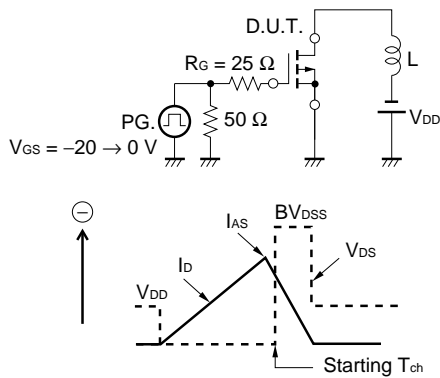 D.U.T.
RG = 25 Ω
L
PG.
50 Ω
VDD
VGS = −20 → 0 V
−
IAS
BVDSS
ID
VDS
VDD
Starting Tch